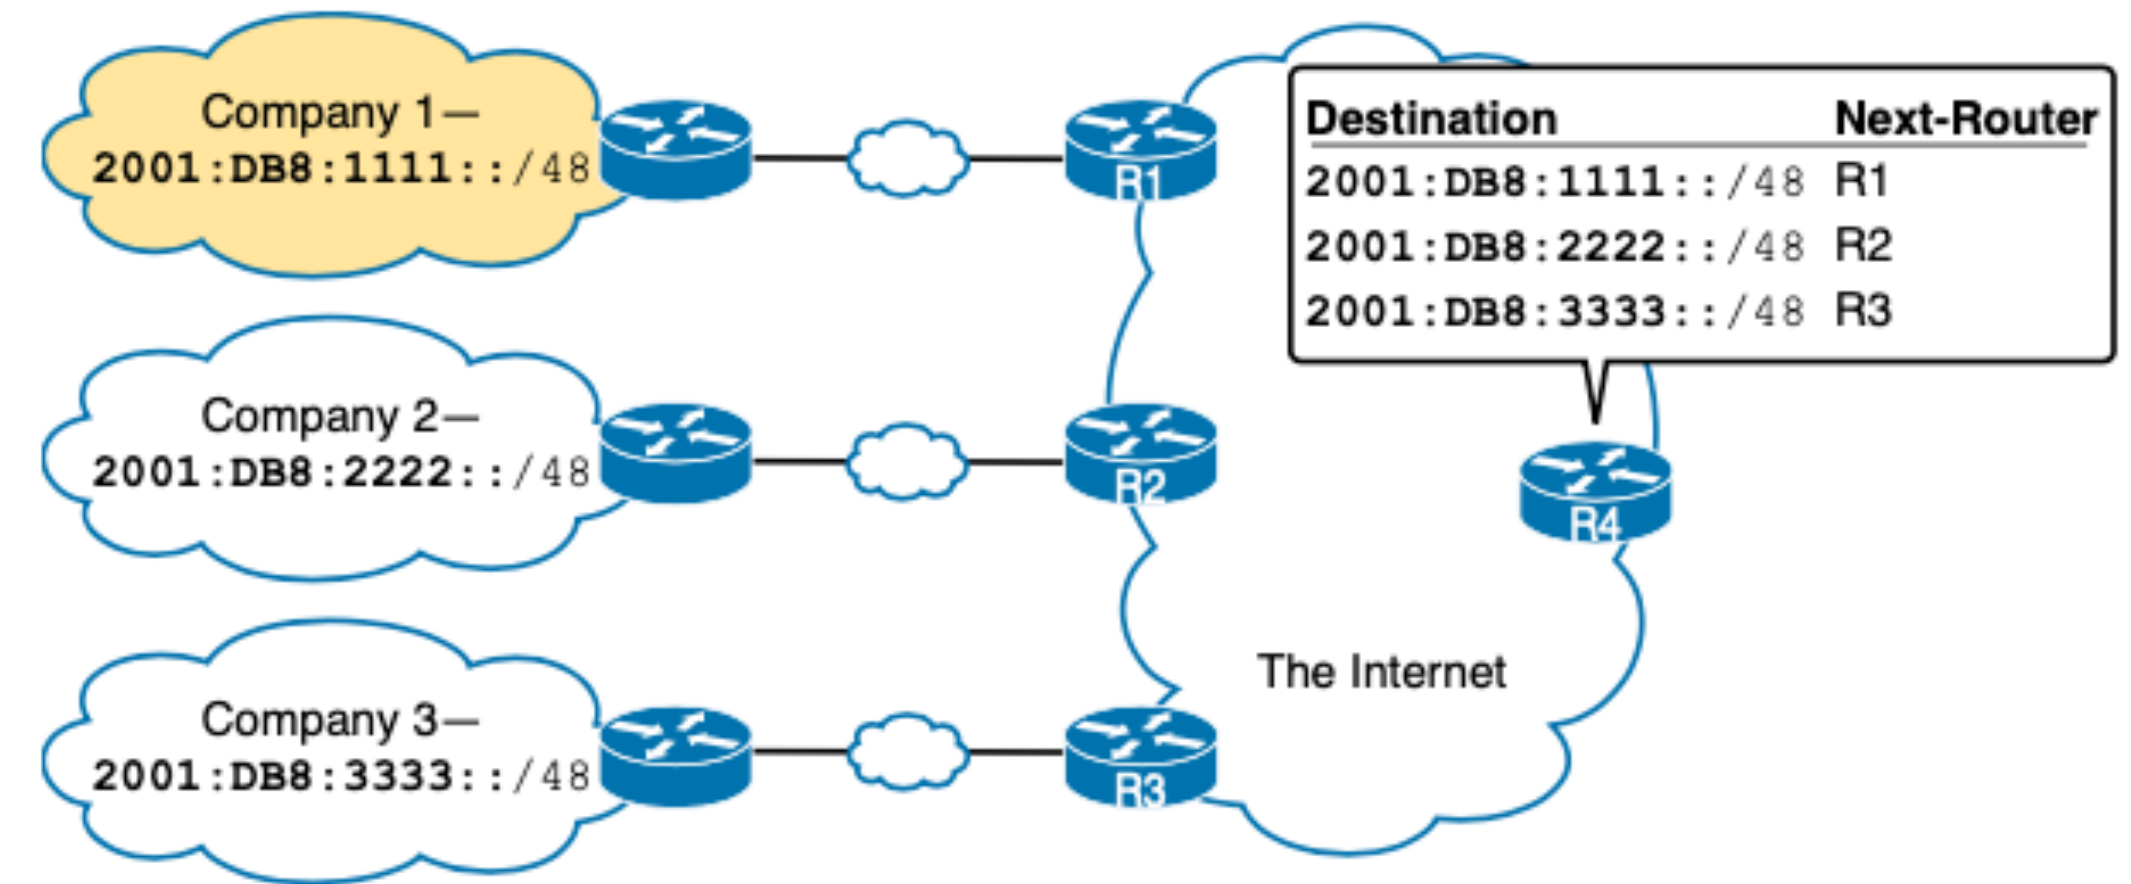 Company 1—
2001:DB8:1111::/48
R1
Destination Next-Router
2001:DB8:1111::/48 R1
2001:DB8:2222::/48 R2
2001:DB8:3333::/48 R3
Company 2—
2001:DB8:2222::/48
R2
R4
The Internet
Company 3—
2001:DB8:3333::/48
R3